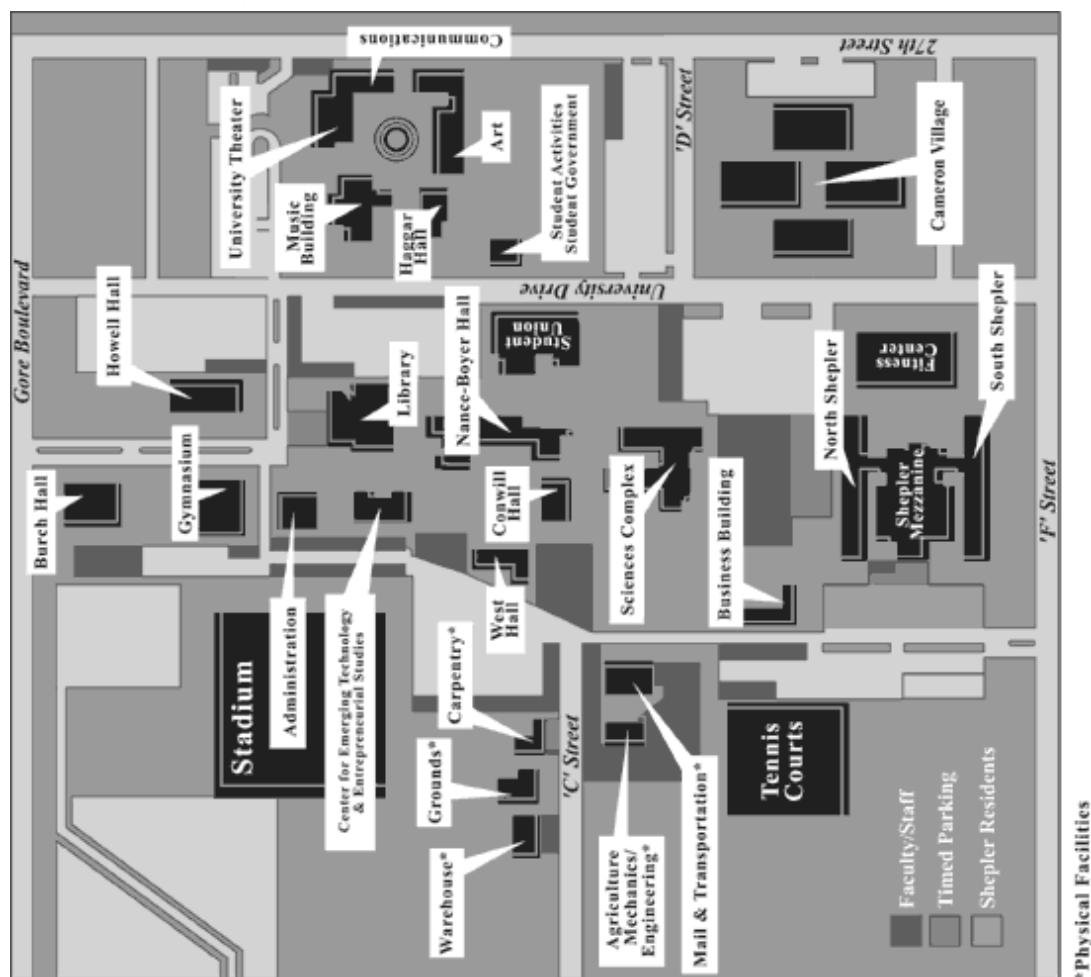 Gore Boulevard
Howell Hall
Burch Hall
Gymnasium
Administration
Stadium
Center for Emerging Technology
& Entrepreneurial Studies
University Theater
Communications
Music
Building
Haggar
Hall
Art
Student Activities
Student Government
Library
Nance-Boyer Hall
Student
Union
University Drive
Conwill
Hall
West
Hall
Carpentry*
Grounds*
Warehouse*
'C' Street
'D' Street
27th Street
Sciences Complex
Business Building
Agriculture
Mechanics/
Engineering*
Mail & Transportation*
Tennis
Courts
North Shepler
Shepler
Mezzanine
South Shepler
Fitness
Center
Cameron Village
'F' Street
Faculty/Staff
Timed Parking
Shepler Residents
*Physical Facilities